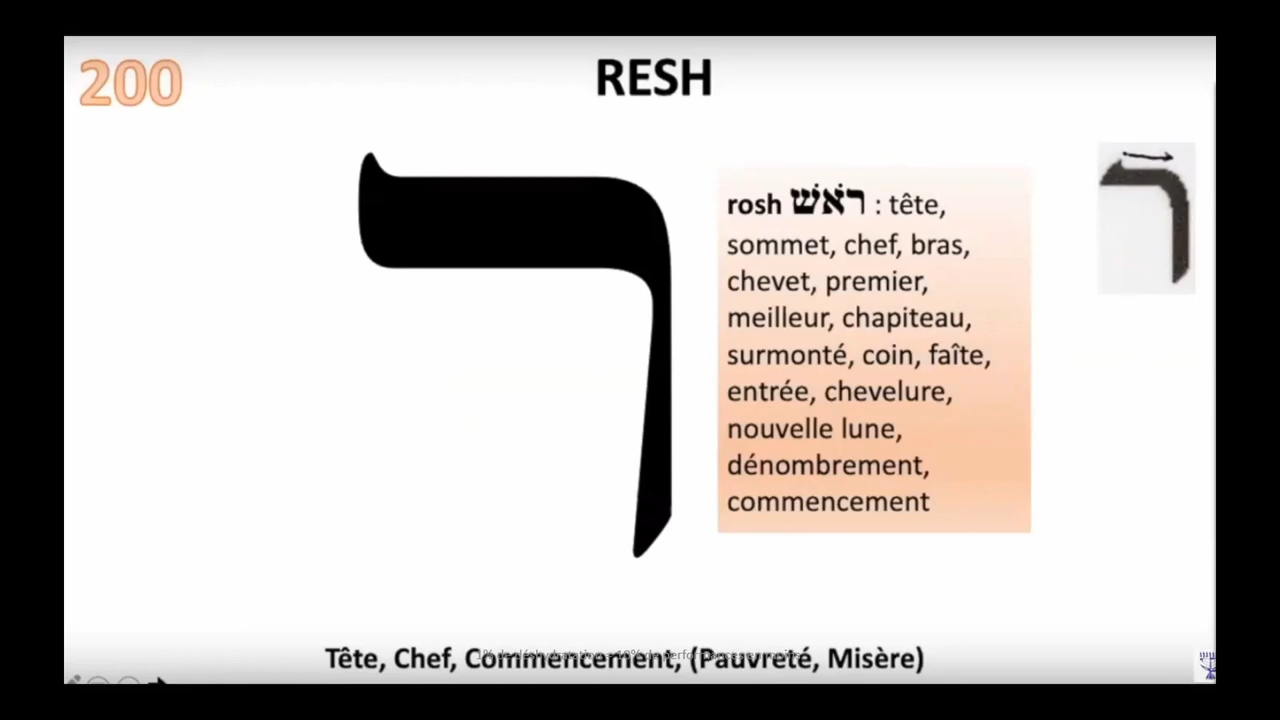 200
RESH
ר
rosh רֹאשׁ : tête,
sommet, chef, bras,
chevet, premier,
meilleur, chapiteau,
surmonté, coin, faîte,
entrée, chevelure,
nouvelle lune,
dénombrement,
commencement
ר
Tête, Chef, Commencement, (Pauvreté, Misère)